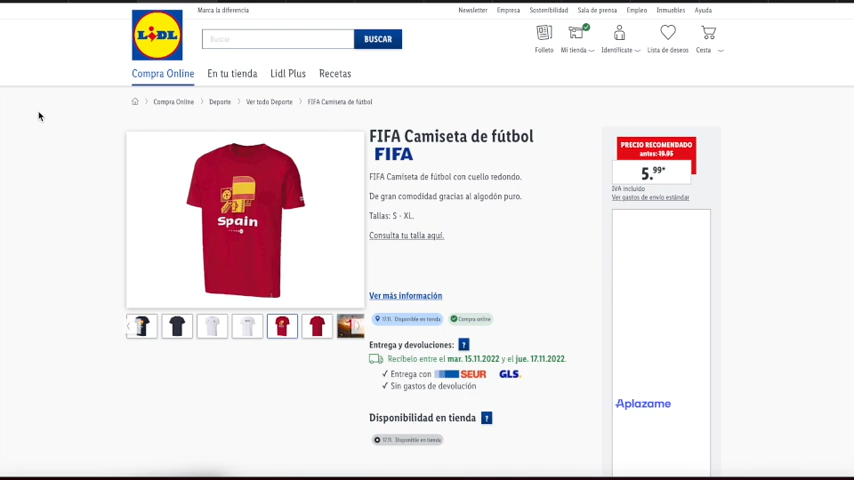 Marca la diferencia
Newsletter Empresa Sostenibilidad Sala de prensa Empleo Inmuebles Ayuda
LIDL
Buscar
BUSCAR
Folleto Mi tienda Identifícate Lista de deseos Cesta
Compra Online En tu tienda Lidl Plus Recetas
Compra Online Deporte Ver todo Deporte FIFA Camiseta de fútbol
FIFA Camiseta de fútbol
FIFA
FIFA Camiseta de fútbol con cuello redondo.
De gran comodidad gracias al algodón puro.
Tallas: S - XL.
Consulta tu talla aquí.
Spain
Ver más información
17.11. Disponible en tienda
Compra online
Entrega y devoluciones: ?
Recíbelo entre el mar. 15.11.2022 y el jue. 17.11.2022.
✓ Entrega con SEUR GLS.
✓ Sin gastos de devolución
Disponibilidad en tienda ?
17.11. Disponible en tienda
PRECIO RECOMENDADO
antes: 19.95
5.99*
IVA incluido
Ver gastos de envío estándar
Aplazame